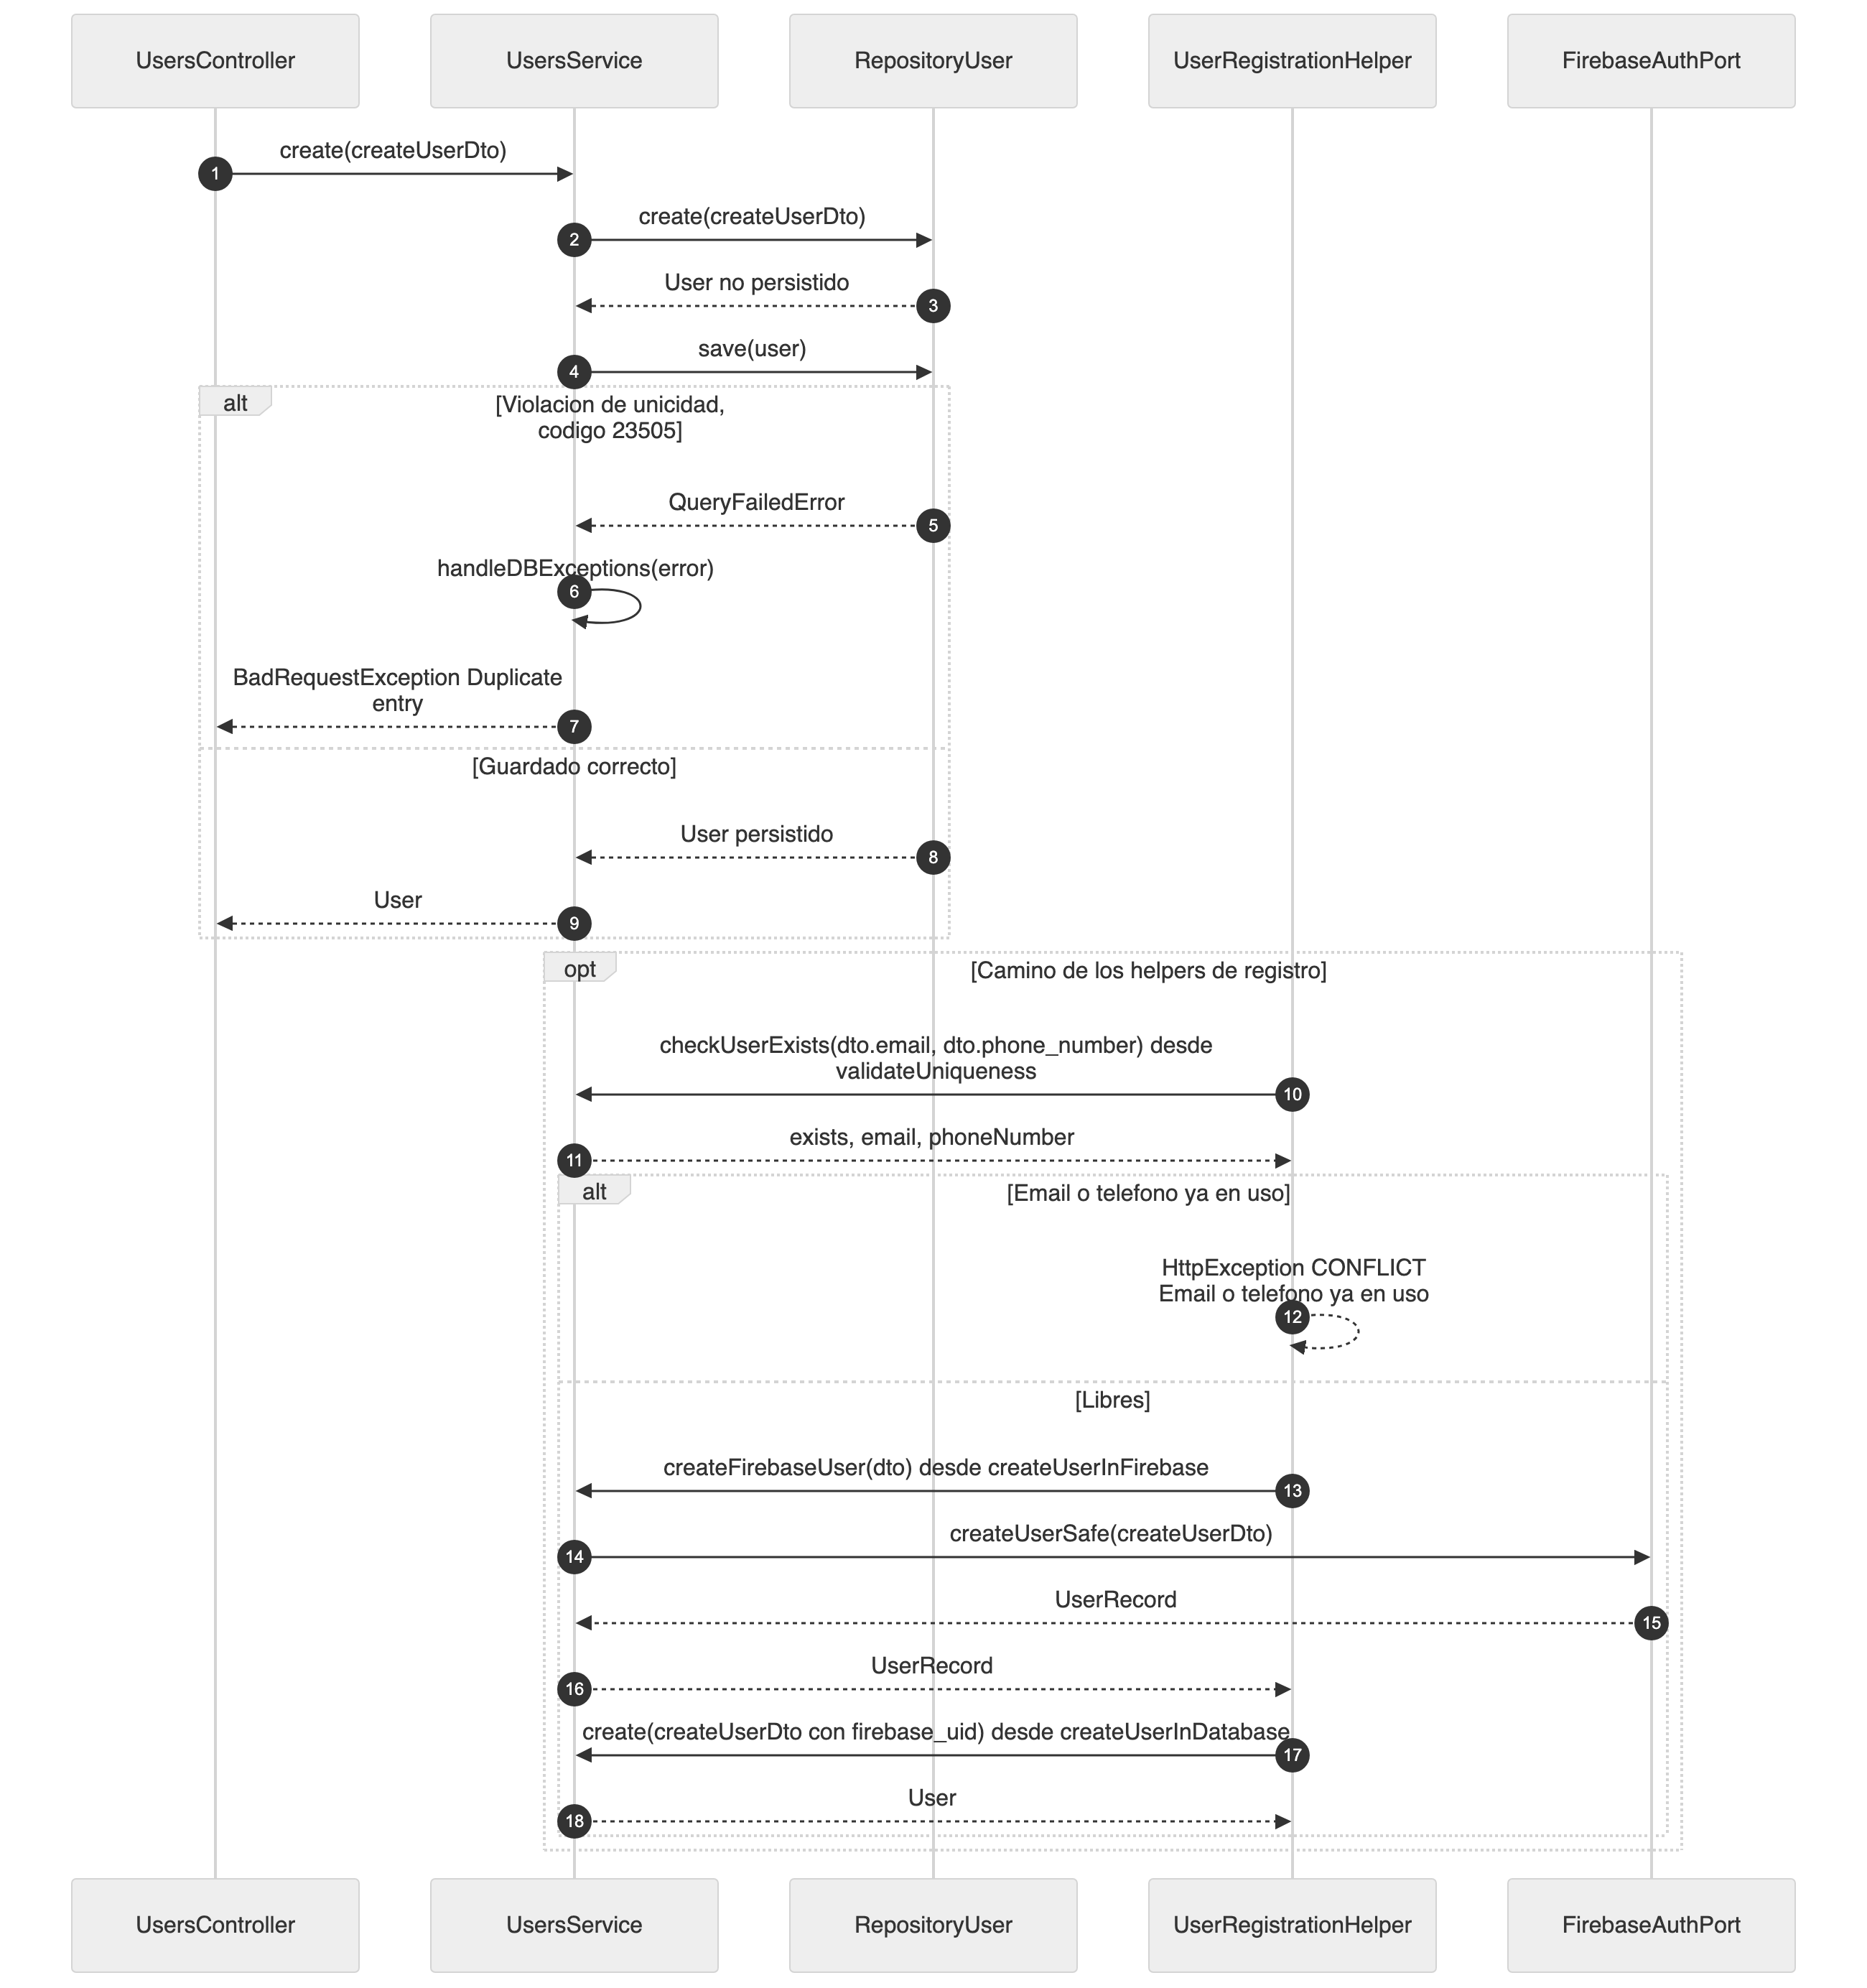 UsersController
UsersService
RepositoryUser
UserRegistrationHelper
FirebaseAuthPort
create(createUserDto)
1
create(createUserDto)
2
User no persistido
3
save(user)
4
alt
[Violacion de unicidad,
codigo 23505]
QueryFailedError
5
handleDBExceptions(error)
6
BadRequestException Duplicate
entry
7
[Guardado correcto]
User persistido
8
User
9
opt
[Camino de los helpers de registro]
checkUserExists(dto.email, dto.phone_number) desde
validateUniqueness
10
exists, email, phoneNumber
11
alt
[Email o telefono ya en uso]
HttpException CONFLICT
Email o telefono ya en uso
12
[Libres]
createFirebaseUser(dto) desde createUserInFirebase
13
createUserSafe(createUserDto)
14
UserRecord
15
UserRecord
16
create(createUserDto con firebase_uid) desde createUserInDatabase
17
User
18
UsersController
UsersService
RepositoryUser
UserRegistrationHelper
FirebaseAuthPort